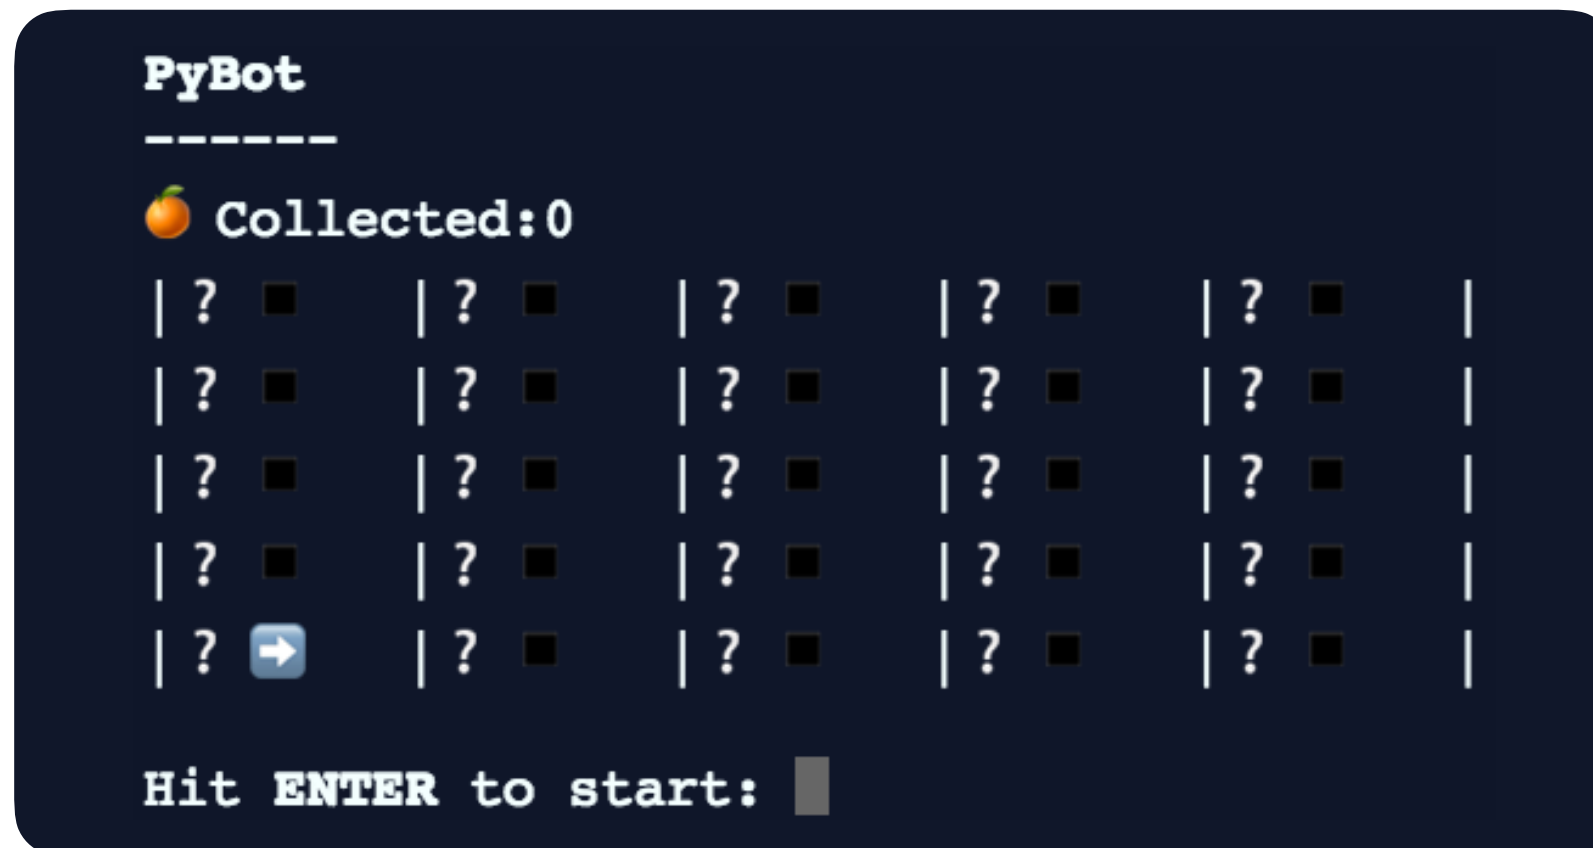 PyBot
------
🍊 Collected:0
| ? ◾ | ? ◾ | ? ◾ | ? ◾ | ? ◾ |
| ? ◾ | ? ◾ | ? ◾ | ? ◾ | ? ◾ |
| ? ◾ | ? ◾ | ? ◾ | ? ◾ | ? ◾ |
| ? ◾ | ? ◾ | ? ◾ | ? ◾ | ? ◾ |
| ? ➡️ | ? ◾ | ? ◾ | ? ◾ | ? ◾ |
Hit ENTER to start: